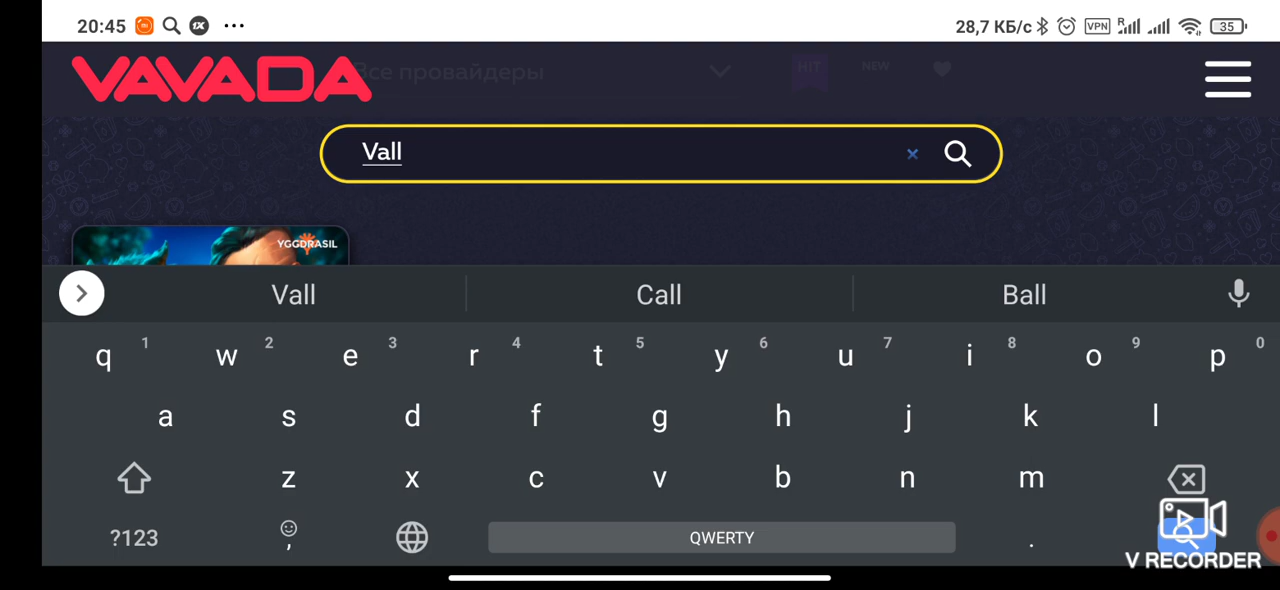 20:45 1X ...
28,7 КБ/с VPN R 35
VAVADA
Все провайдеры HIT NEW
Vall
YGGDRASIL
Vall Call Ball
q 1 w 2 e 3 r 4 t 5 y 6 u 7 i 8 o 9 p 0
a s d f g h j k l
z x c v b n m
?123 , QWERTY .
V RECORDER